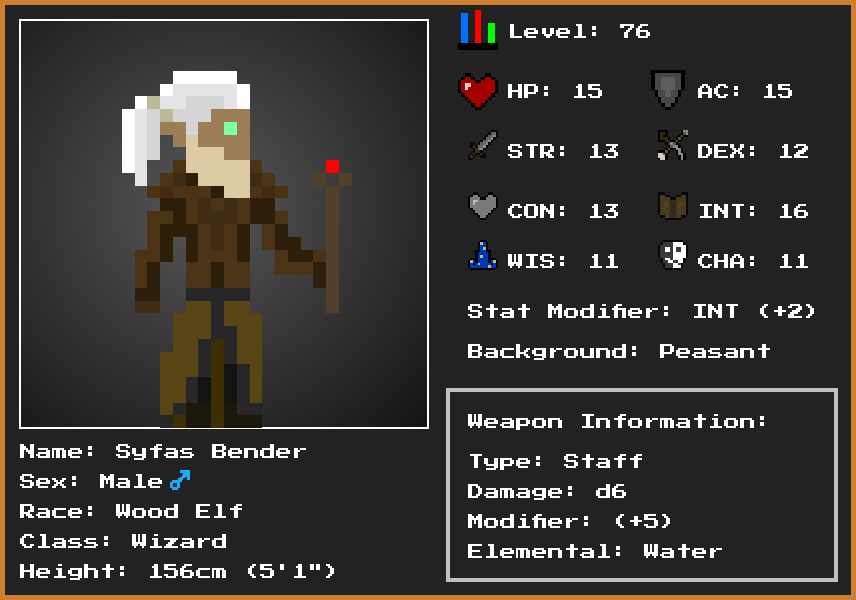 Level: 76
HP: 15
AC: 15
STR: 13
DEX: 12
CON: 13
INT: 16
WIS: 11
CHA: 11
Stat Modifier: INT (+2)
Background: Peasant
Weapon Information:
Type: Staff
Damage: d6
Modifier: (+5)
Elemental: Water
Name: Syfas Bender
Sex: Male ♂
Race: Wood Elf
Class: Wizard
Height: 156cm (5'1")